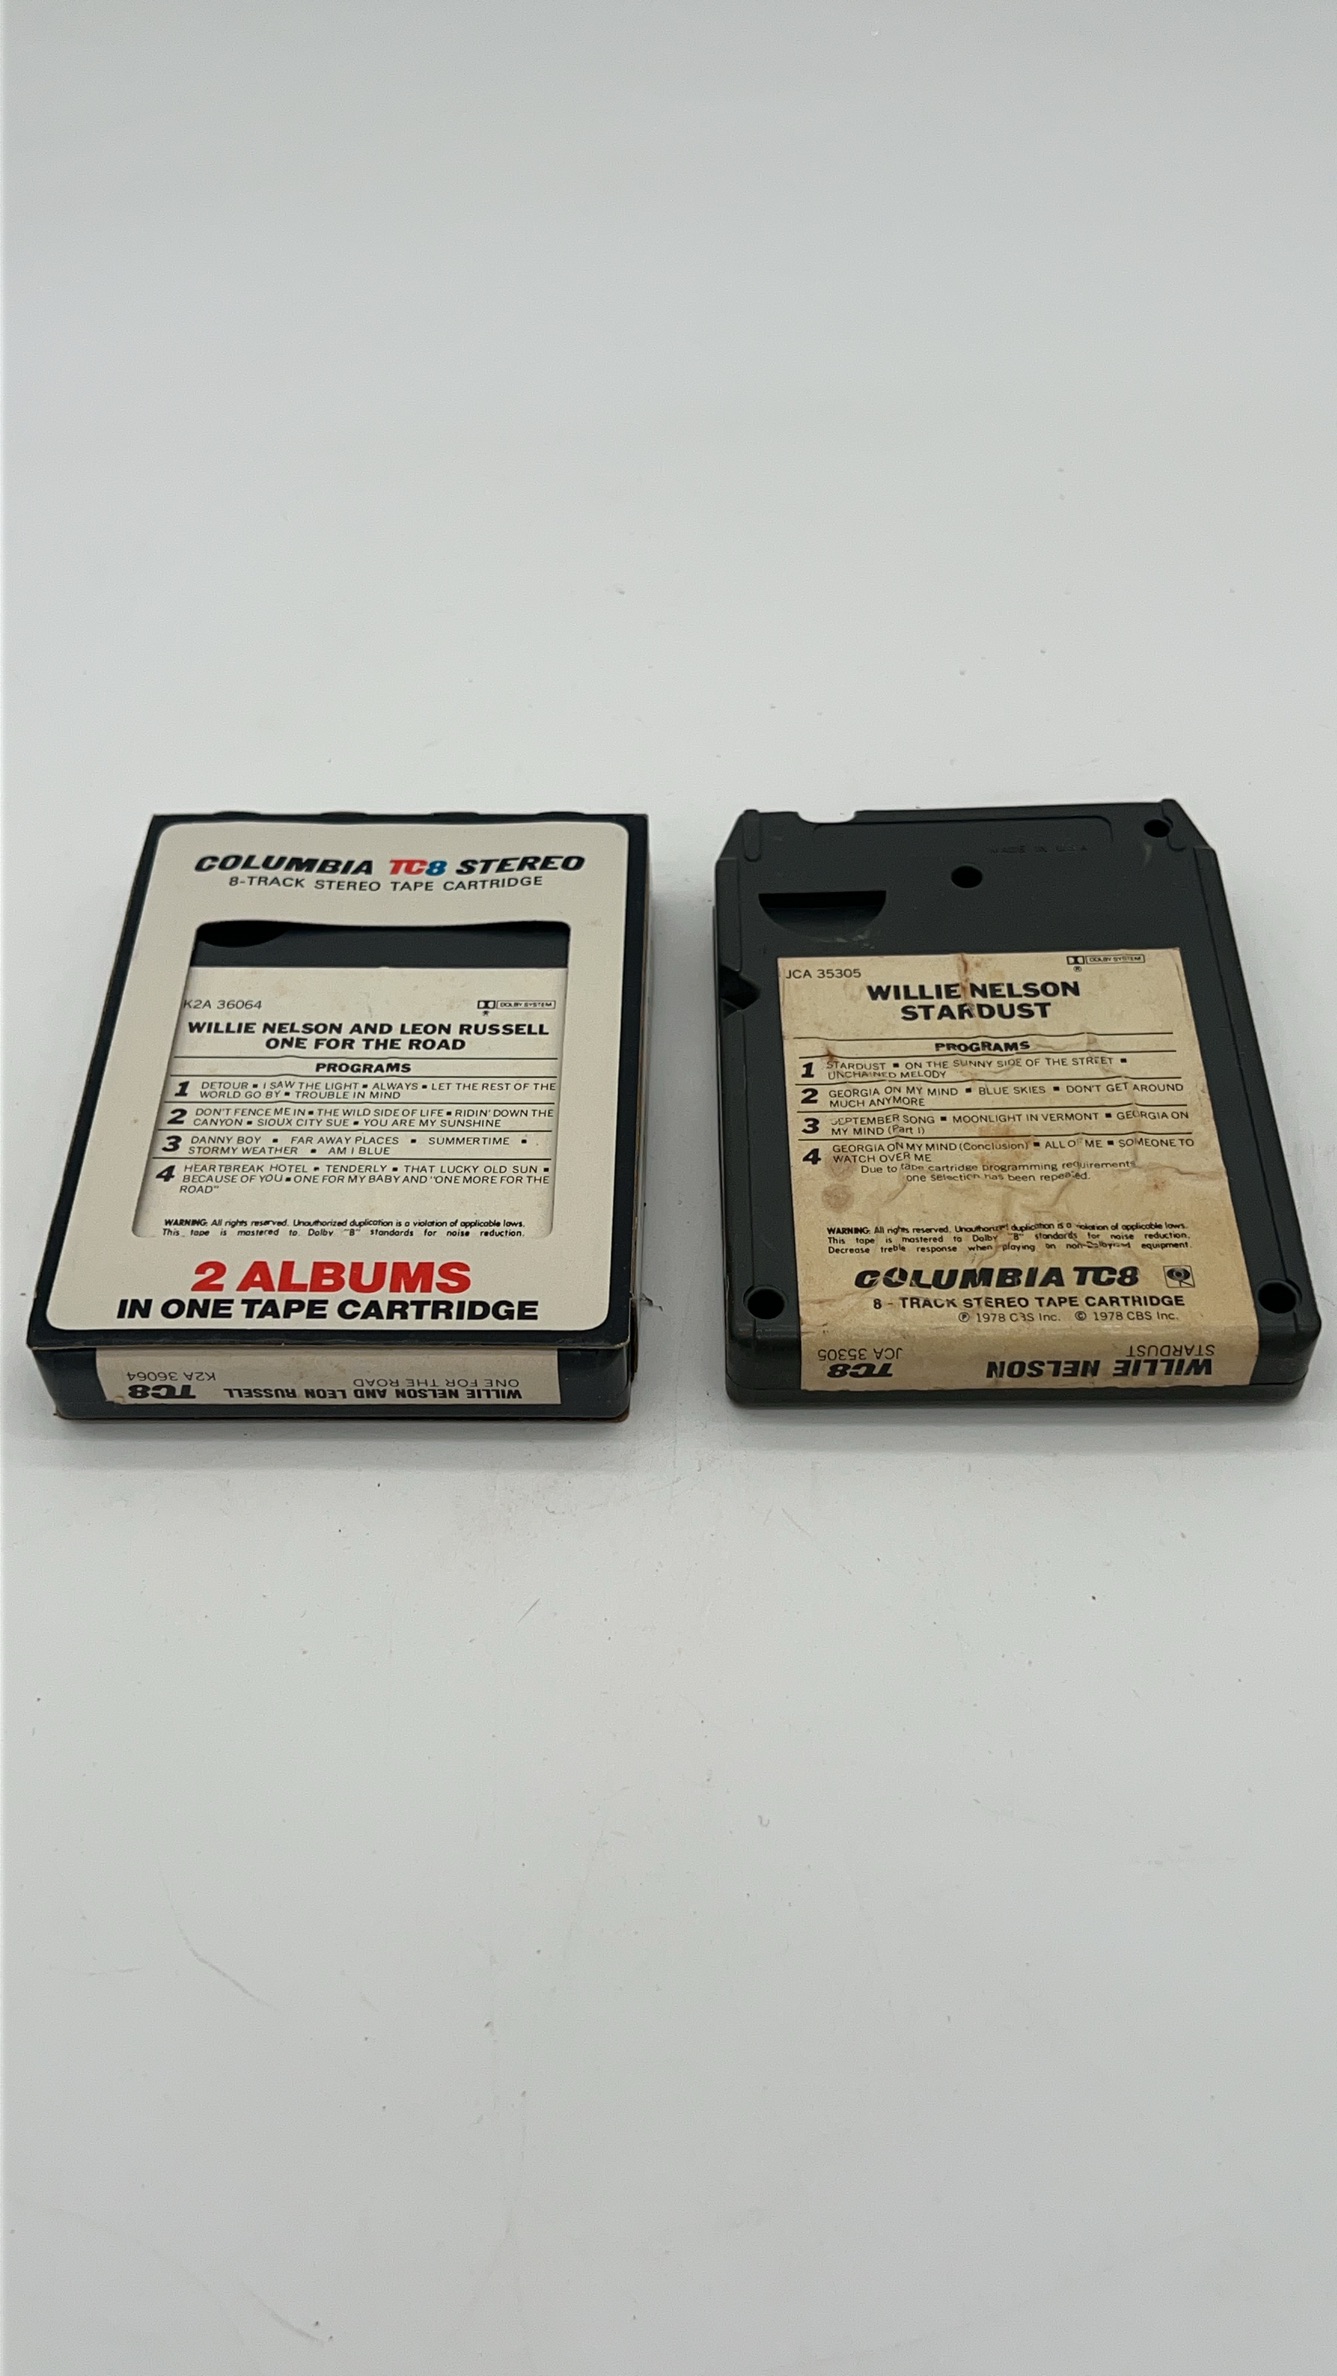 COLUMBIA TC8 STEREO
8-TRACK STEREO TAPE CARTRIDGE
K2A 36064
DOLBY SYSTEM
®
WILLIE NELSON AND LEON RUSSELL
ONE FOR THE ROAD
PROGRAMS
1 DETOUR ▪ I SAW THE LIGHT ▪ ALWAYS ▪ LET THE REST OF THE
WORLD GO BY ▪ TROUBLE IN MIND
2 DON'T FENCE ME IN ▪ THE WILD SIDE OF LIFE ▪ RIDIN' DOWN THE
CANYON ▪ SIOUX CITY SUE ▪ YOU ARE MY SUNSHINE
3 DANNY BOY ▪ FAR AWAY PLACES ▪ SUMMERTIME ▪
STORMY WEATHER ▪ AM I BLUE
4 HEARTBREAK HOTEL ▪ TENDERLY ▪ THAT LUCKY OLD SUN ▪
BECAUSE OF YOU ▪ ONE FOR MY BABY AND "ONE MORE FOR THE
ROAD"
WARNING: All rights reserved. Unauthorized duplication is a violation of applicable laws.
This tape is mastered to Dolby "B" standards for noise reduction.
2 ALBUMS
IN ONE TAPE CARTRIDGE
WILLIE NELSON AND LEON RUSSELL
ONE FOR THE ROAD
TC8
K2A 36064
MADE IN U.S.A.
JCA 35305
DOLBY SYSTEM
®
WILLIE NELSON
STARDUST
PROGRAMS
1 STARDUST ▪ ON THE SUNNY SIDE OF THE STREET ▪
UNCHAINED MELODY
2 GEORGIA ON MY MIND ▪ BLUE SKIES ▪ DON'T GET AROUND
MUCH ANYMORE
3 SEPTEMBER SONG ▪ MOONLIGHT IN VERMONT ▪ GEORGIA ON
MY MIND (Part I)
4 GEORGIA ON MY MIND (Conclusion) ▪ ALL OF ME ▪ SOMEONE TO
WATCH OVER ME
Due to tape cartridge programming requirements
one selection has been repeated.
WARNING: All rights reserved. Unauthorized duplication is a violation of applicable laws.
This tape is mastered to Dolby "B" standards for noise reduction.
Decrease treble response when playing on non-Dolbyized equipment.
COLUMBIA TC8
8 - TRACK STEREO TAPE CARTRIDGE
℗ 1978 CBS Inc. © 1978 CBS Inc.
WILLIE NELSON
STARDUST
TC8
JCA 35305